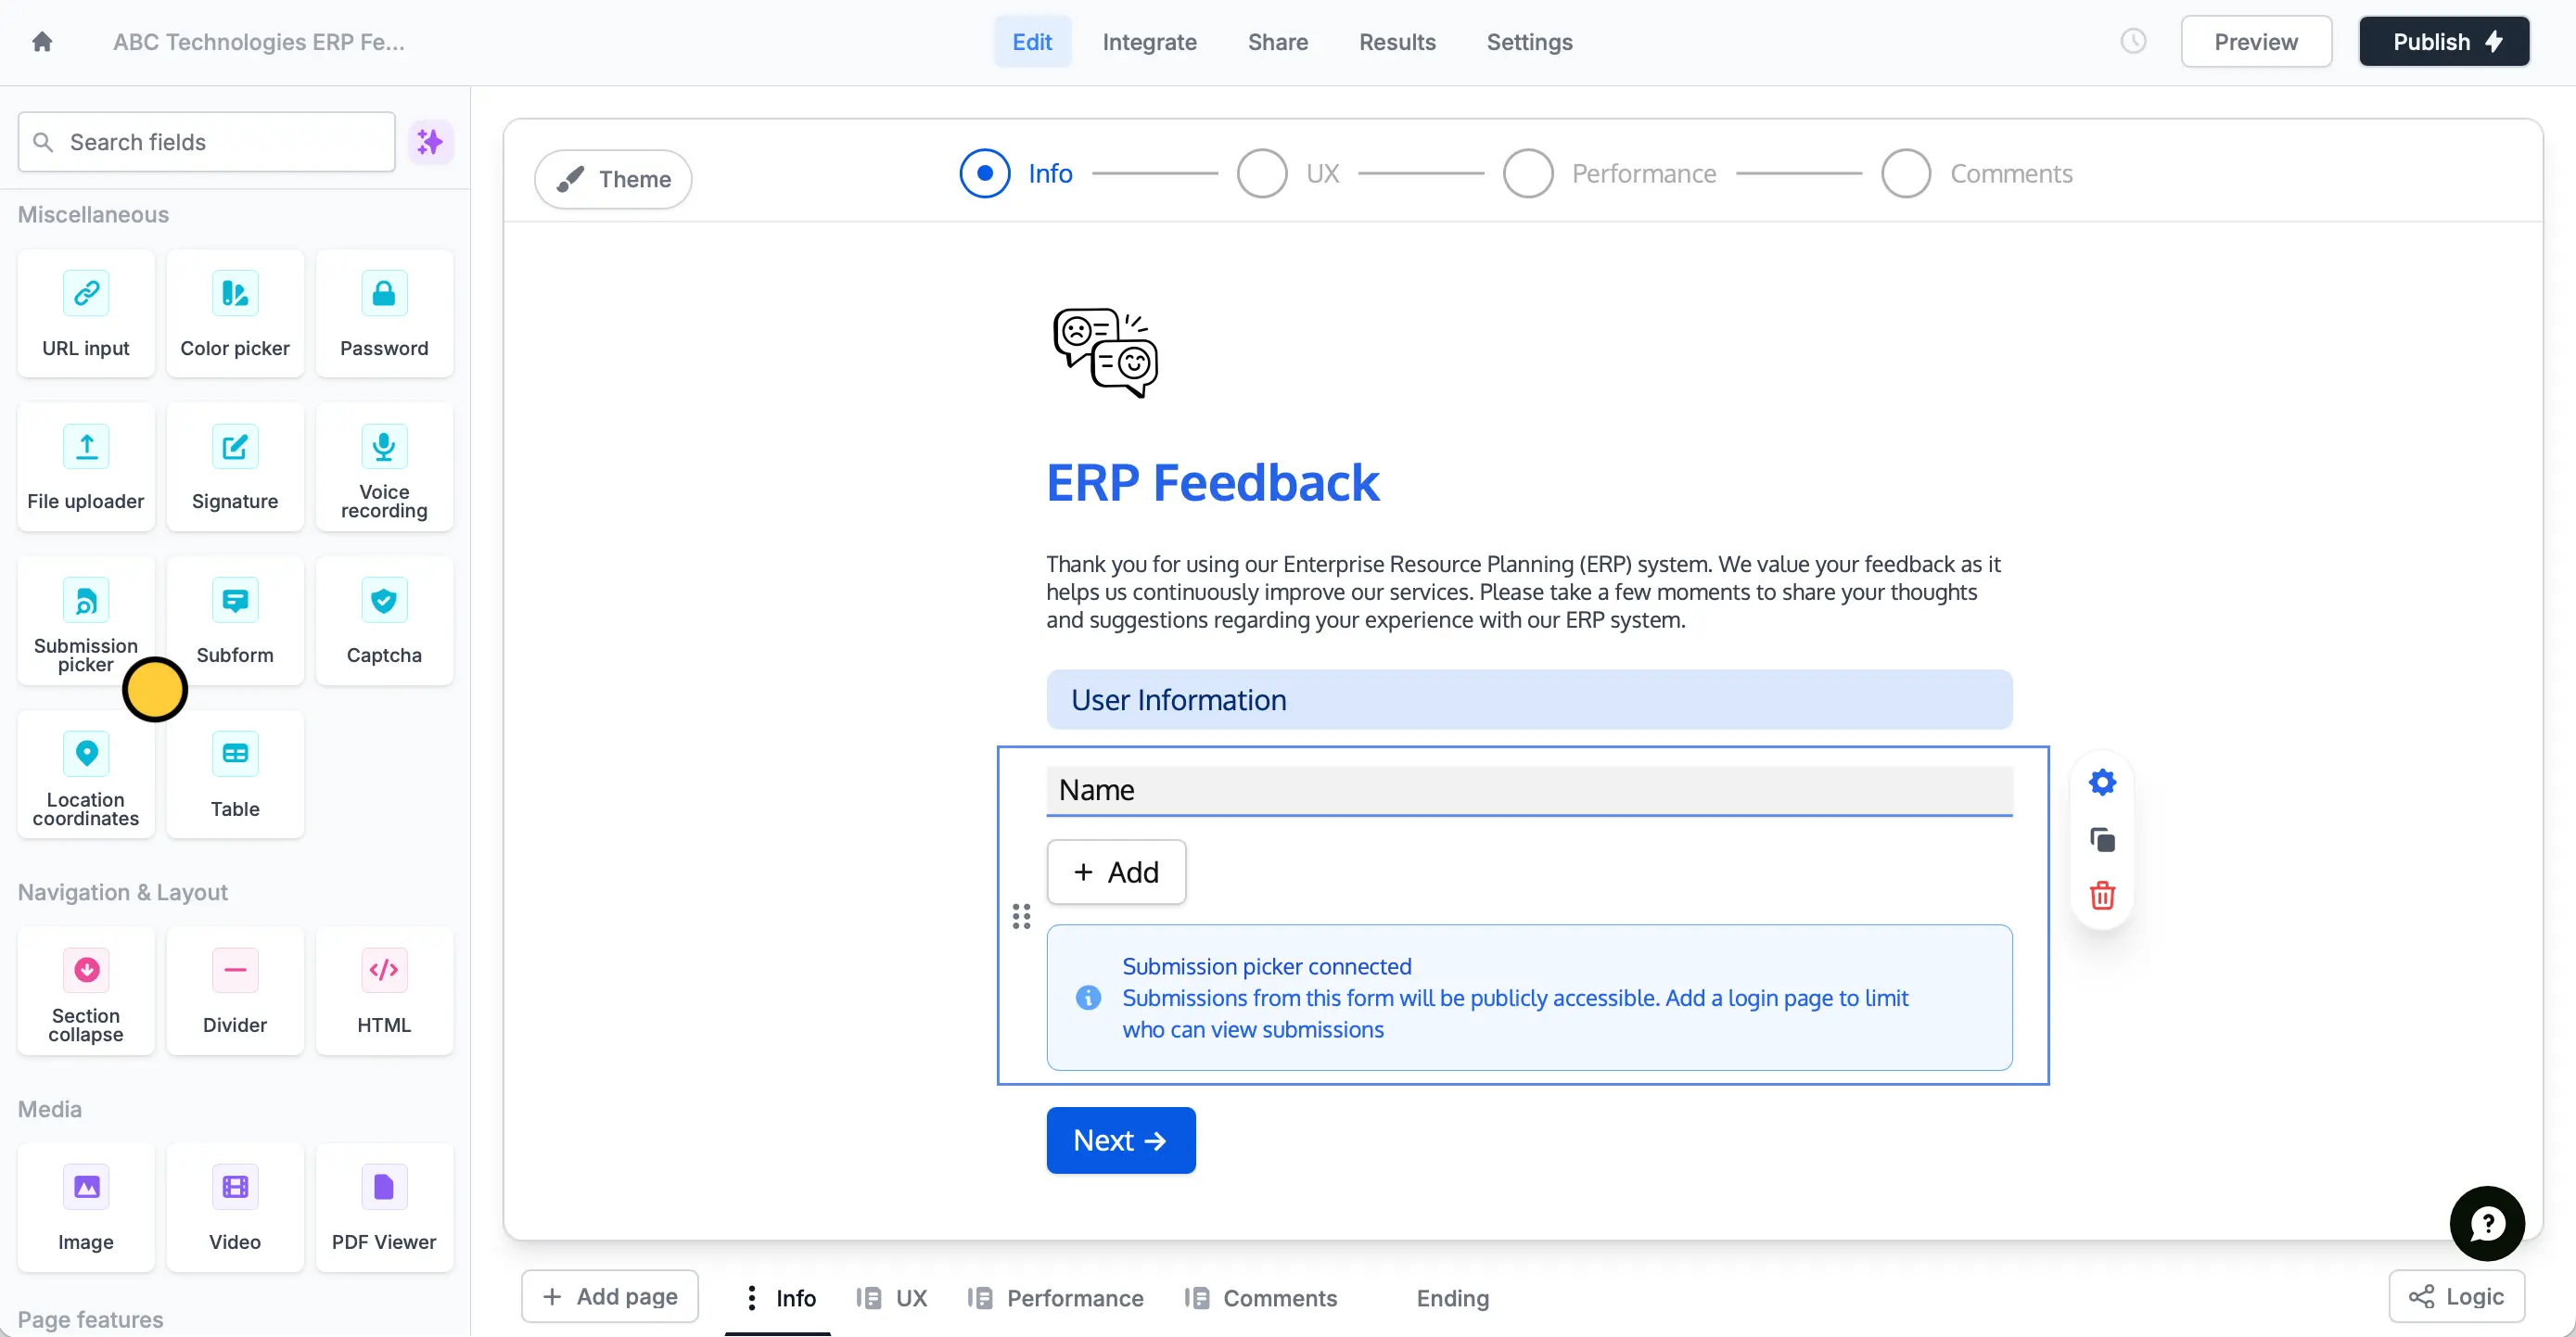 ABC Technologies ERP Fe...
Edit
Integrate
Share
Results
Settings
Preview
Publish
Search fields
Miscellaneous
URL input
Color picker
Password
File uploader
Signature
Voice
recording
Submission
picker
Subform
Captcha
Location
coordinates
Table
Navigation & Layout
Section
collapse
Divider
HTML
Media
Image
Video
PDF Viewer
Page features
Theme
Info
UX
Performance
Comments
ERP Feedback
Thank you for using our Enterprise Resource Planning (ERP) system. We value your feedback as it
helps us continuously improve our services. Please take a few moments to share your thoughts
and suggestions regarding your experience with our ERP system.
User Information
Name
+ Add
Submission picker connected
Submissions from this form will be publicly accessible. Add a login page to limit
who can view submissions
Next →
+ Add page
Info
UX
Performance
Comments
Ending
Logic